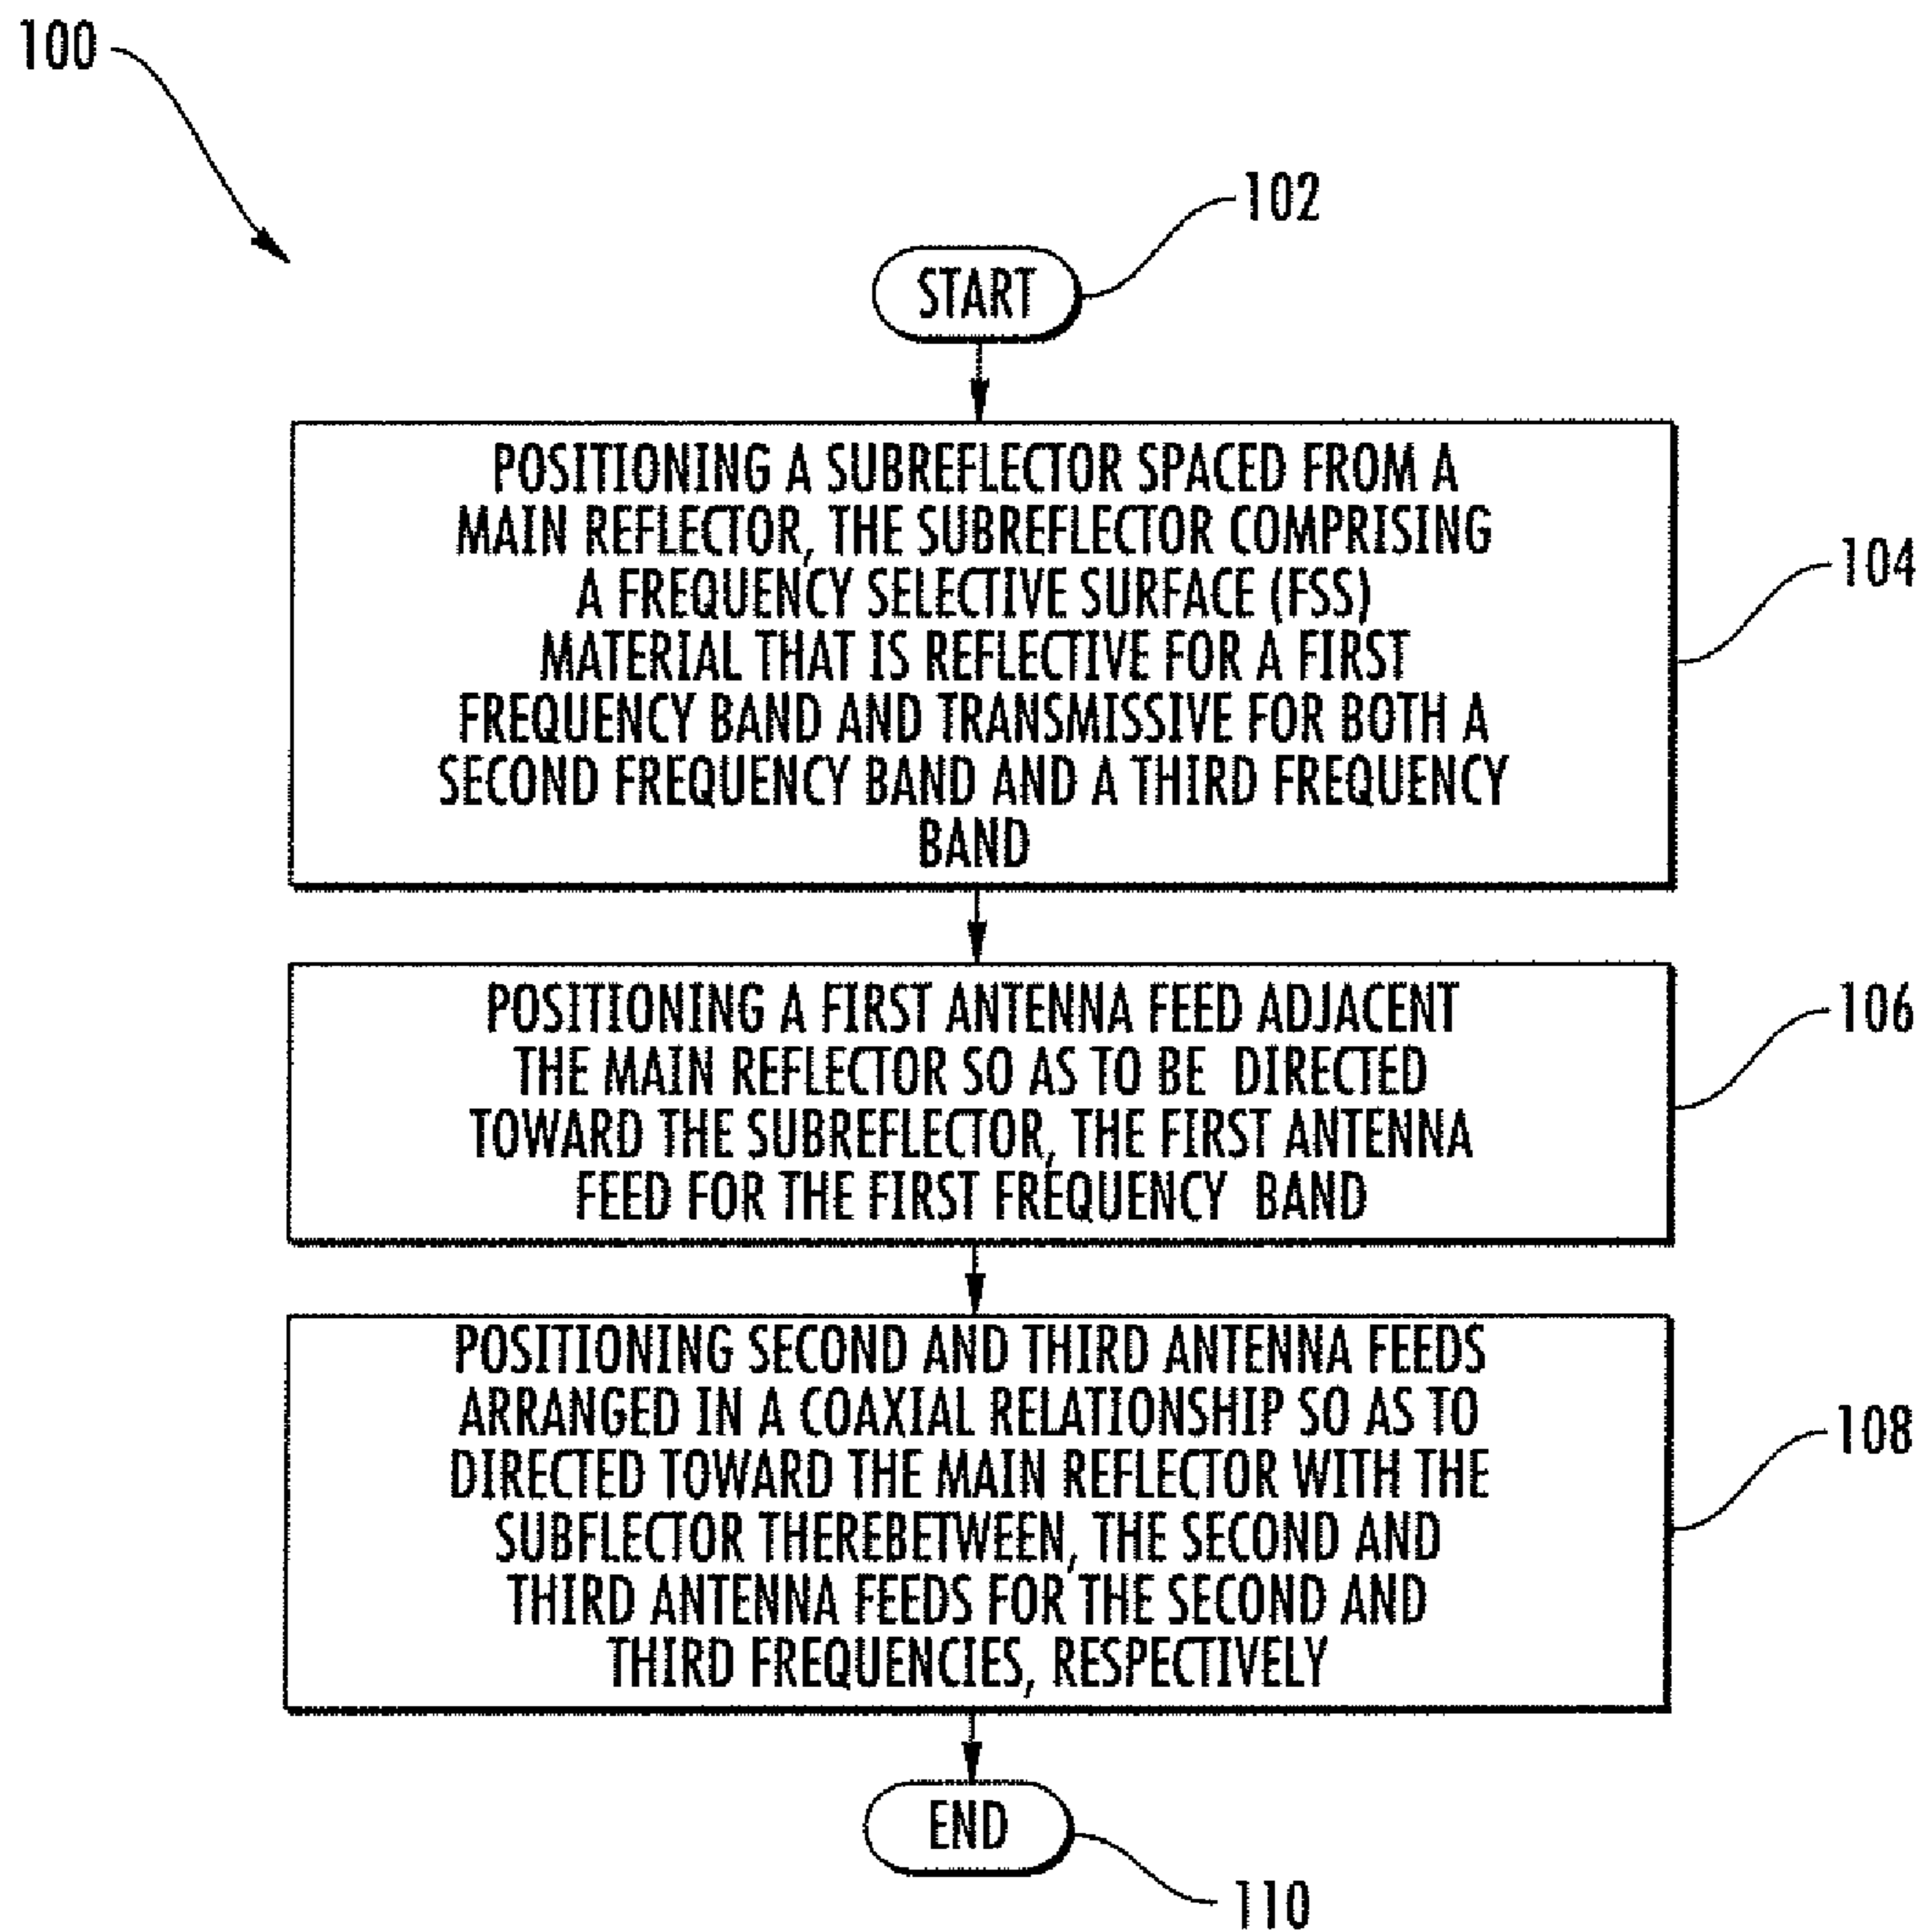 100
102
START
POSITIONING A SUBREFLECTOR SPACED FROM A
MAIN REFLECTOR, THE SUBREFLECTOR COMPRISING
A FREQUENCY SELECTIVE SURFACE (FSS)
MATERIAL THAT IS REFLECTIVE FOR A FIRST
FREQUENCY BAND AND TRANSMISSIVE FOR BOTH A
SECOND FREQUENCY BAND AND A THIRD FREQUENCY
BAND
104
POSITIONING A FIRST ANTENNA FEED ADJACENT
THE MAIN REFLECTOR SO AS TO BE DIRECTED
TOWARD THE SUBREFLECTOR, THE FIRST ANTENNA
FEED FOR THE FIRST FREQUENCY BAND
106
POSITIONING SECOND AND THIRD ANTENNA FEEDS
ARRANGED IN A COAXIAL RELATIONSHIP SO AS TO
DIRECTED TOWARD THE MAIN REFLECTOR WITH THE
SUBFLECTOR THEREBETWEEN, THE SECOND AND
THIRD ANTENNA FEEDS FOR THE SECOND AND
THIRD FREQUENCIES, RESPECTIVELY
108
END
110